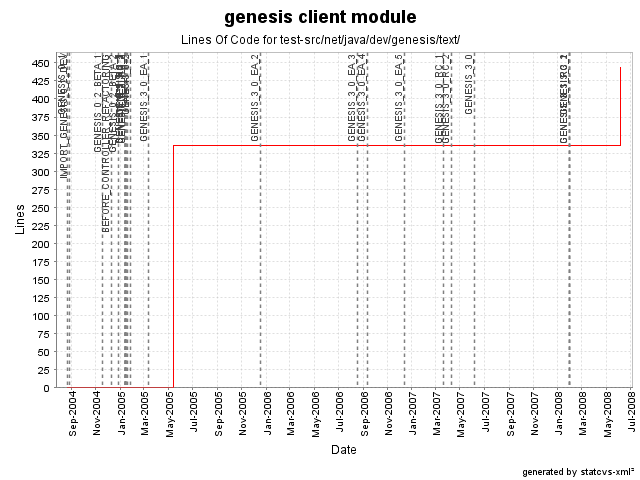 genesis client module
Lines Of Code for test-src/net/java/dev/genesis/text/
Lines
450
425
400
375
350
325
300
275
250
225
200
175
150
125
100
75
50
25
0
GENESIS_0_2_BETA_1
BEFORE_CONTROLLER_REFACTORING
GENESIS_3_0_EA_1
GENESIS_3_0_EA_2
GENESIS_3_0_EA_3
GENESIS_3_0_EA_4
GENESIS_3_0_EA_5
GENESIS_3_0_RC_1
GENESIS_3_0_RC_2
GENESIS_3_0
Sep-2004
Nov-2004
Jan-2005
Mar-2005
May-2005
Jul-2005
Sep-2005
Nov-2005
Jan-2006
Mar-2006
May-2006
Jul-2006
Sep-2006
Nov-2006
Jan-2007
Mar-2007
May-2007
Jul-2007
Sep-2007
Nov-2007
Jan-2008
Mar-2008
May-2008
Jul-2008
Date
generated by statcvs-xml²